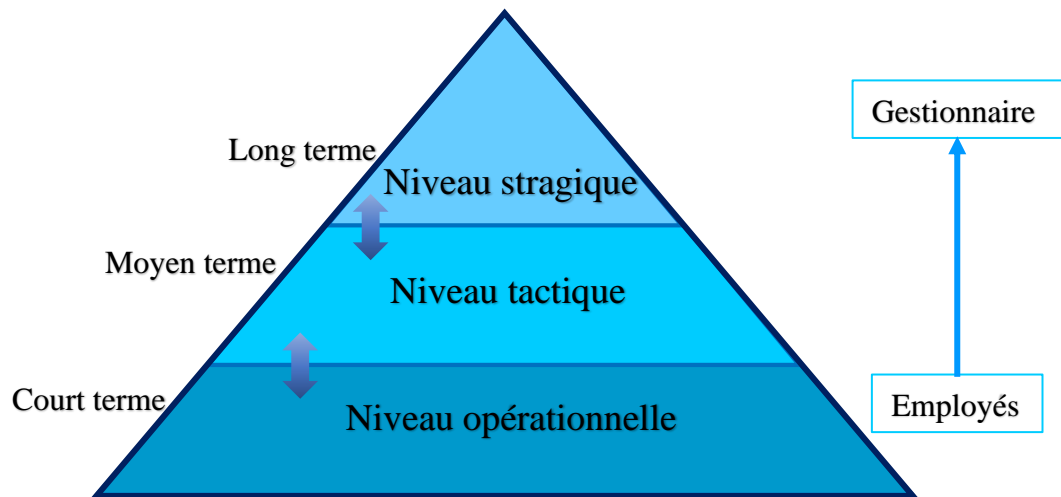 Gestionnaire
Long terme
Niveau stragique
Moyen terme
Niveau tactique
Court terme
Employés
Niveau opérationnelle